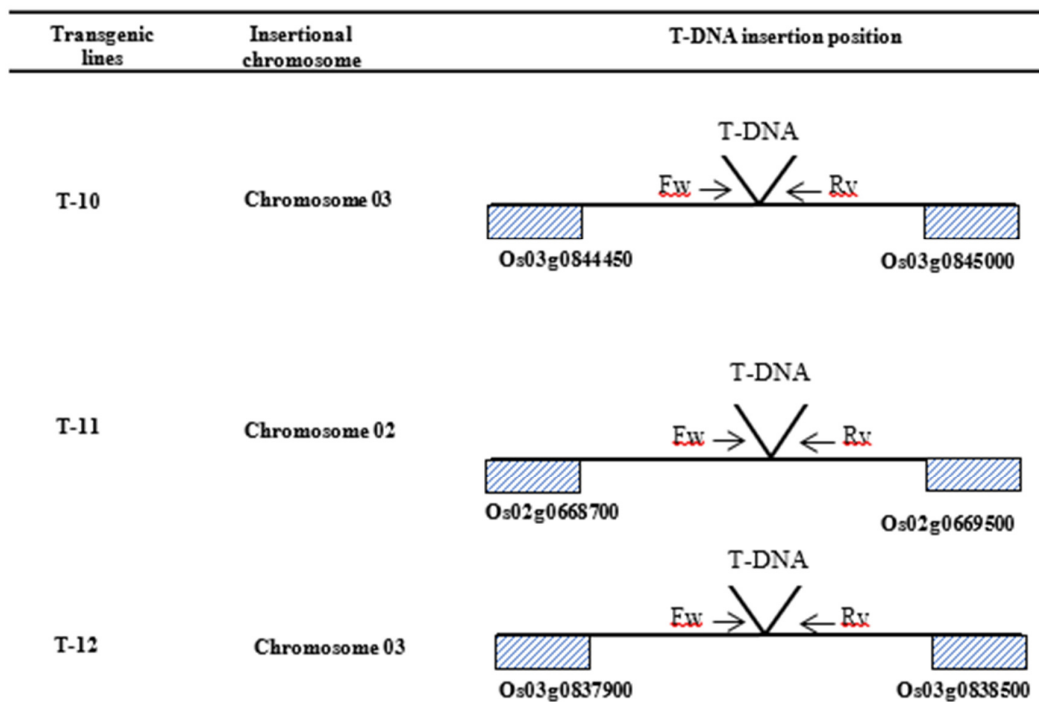 Transgenic lines
Insertional chromosome
T-DNA insertion position
T-10
Chromosome 03
T-DNA
Fw
Rv
Os03g0844450
Os03g0845000
T-11
Chromosome 02
T-DNA
Fw
Rv
Os02g0668700
Os02g0669500
T-12
Chromosome 03
T-DNA
Fw
Rv
Os03g0837900
Os03g0838500